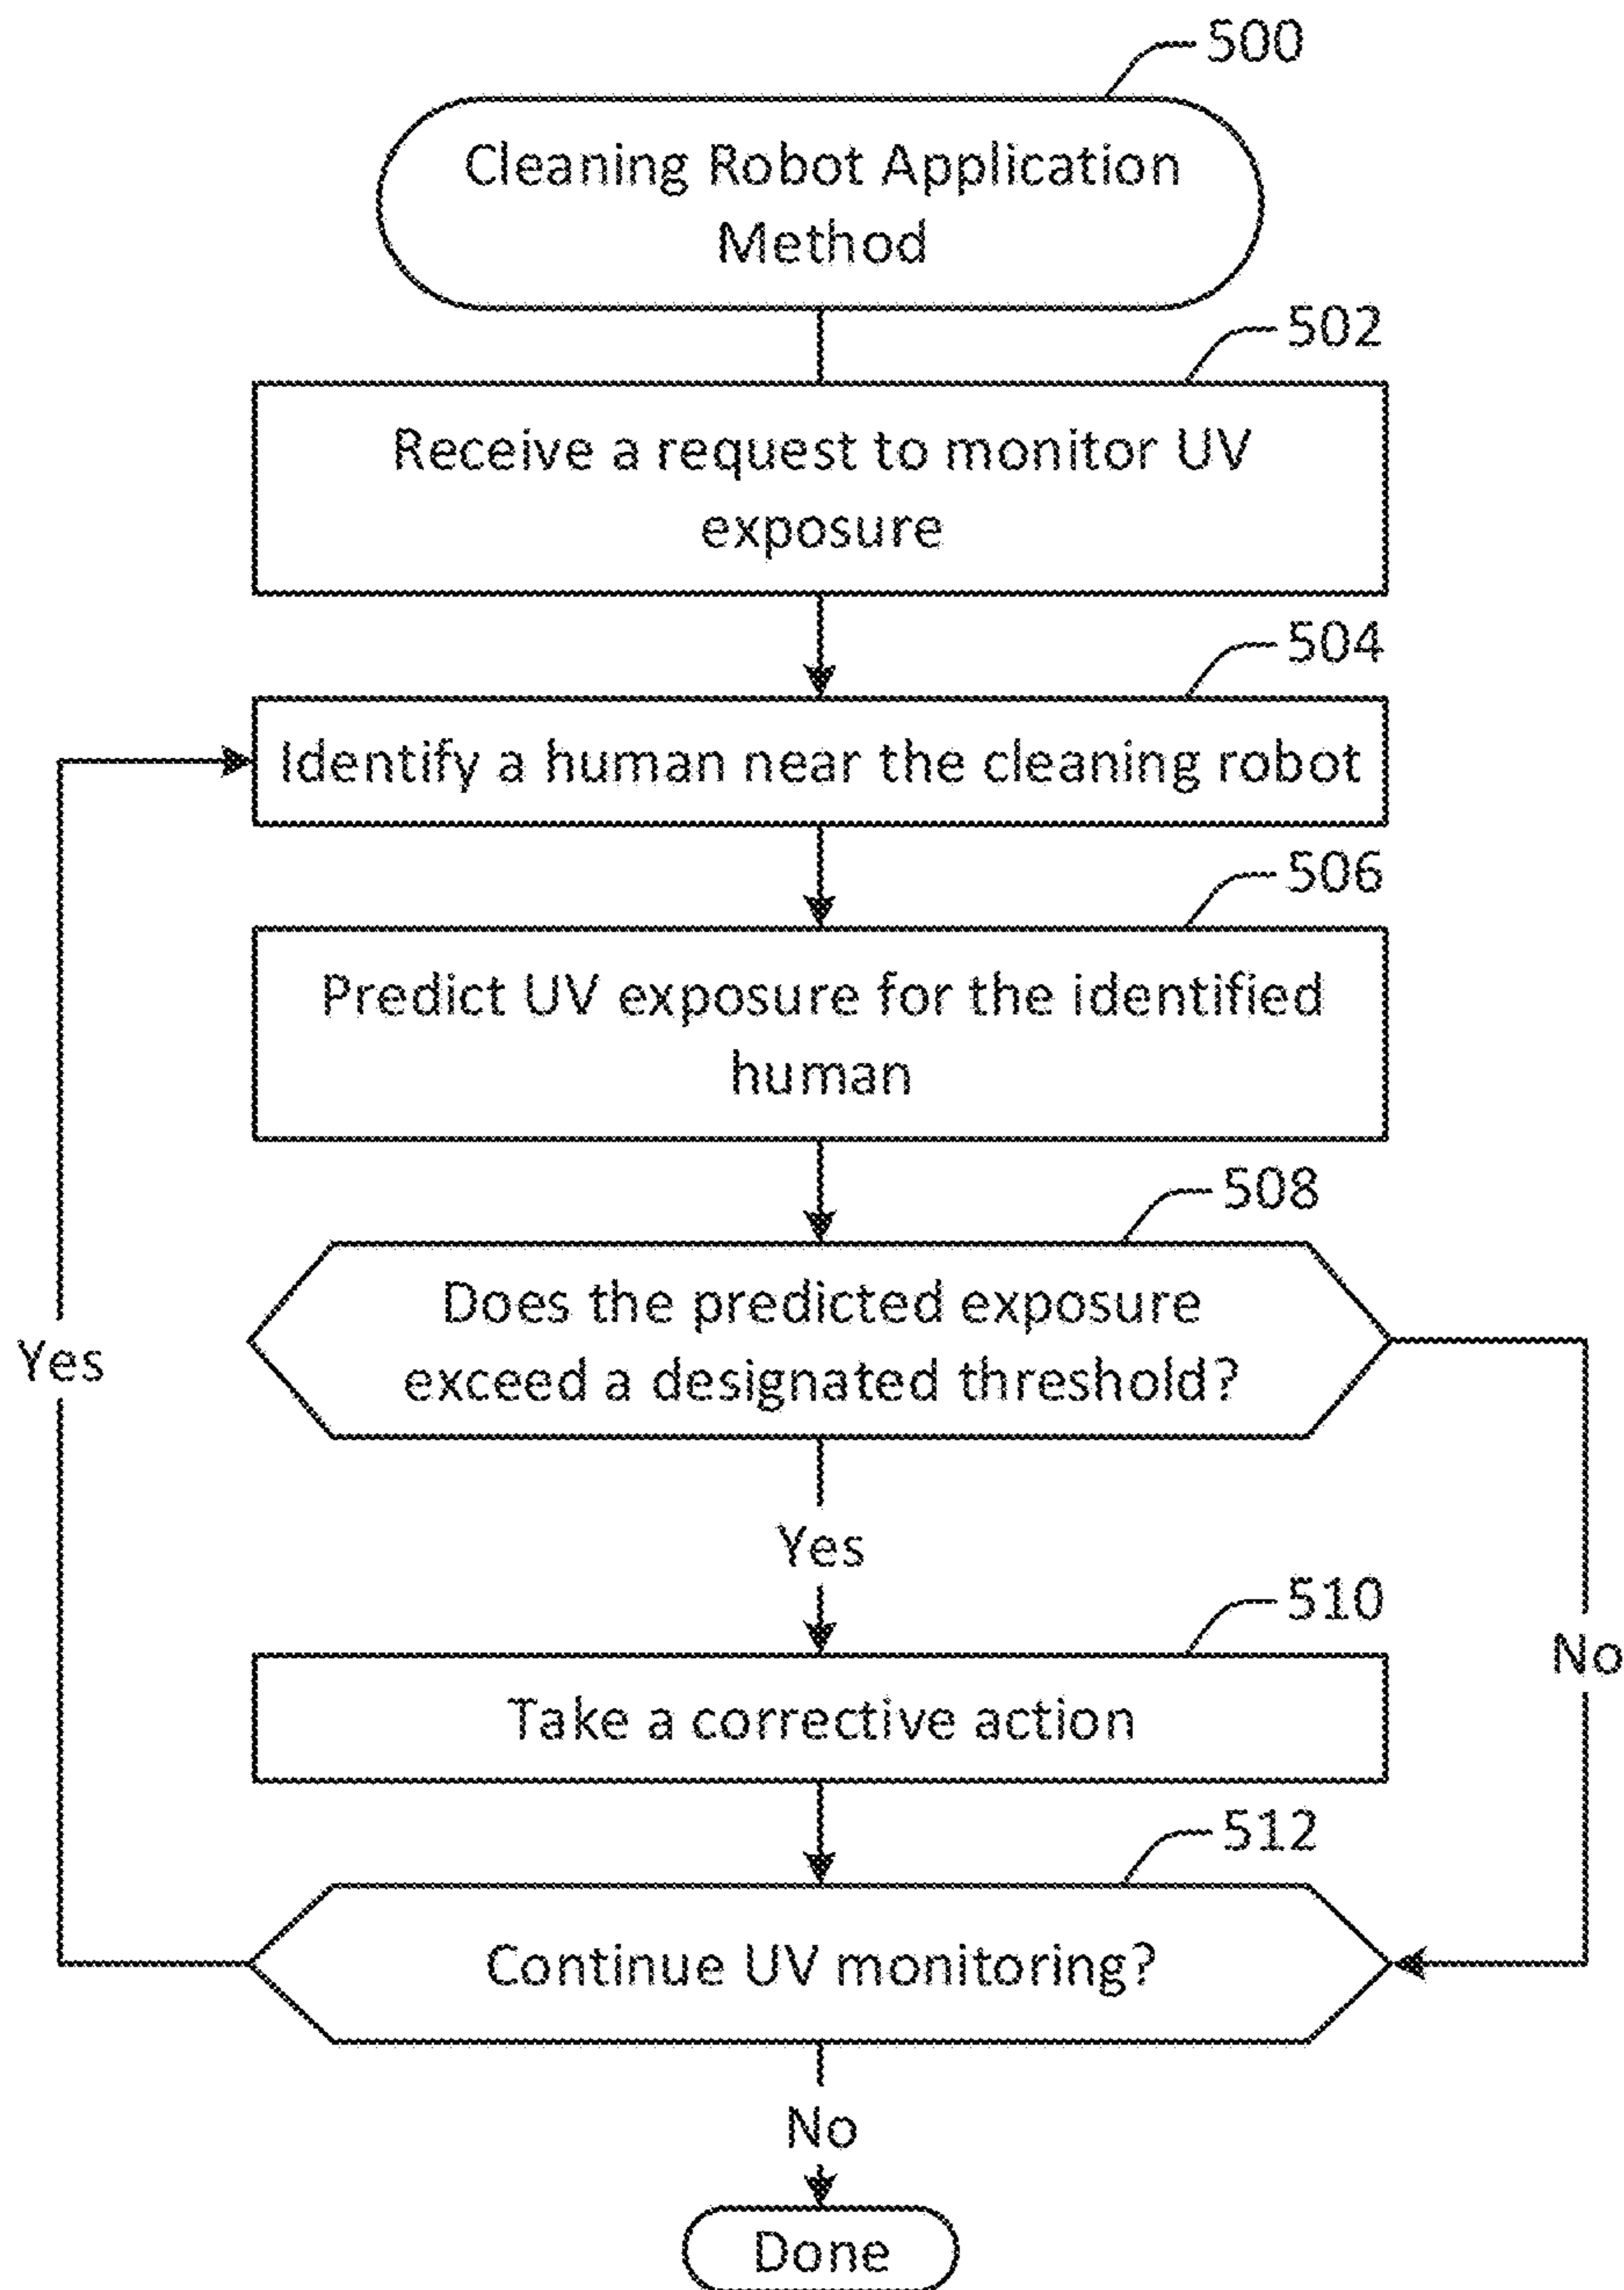 500
Cleaning Robot Application
Method
502
Receive a request to monitor UV
exposure
504
Identify a human near the cleaning robot
506
Predict UV exposure for the identified
human
508
Does the predicted exposure
exceed a designated threshold?
Yes
Yes
510
No
Take a corrective action
512
Continue UV monitoring?
No
Done